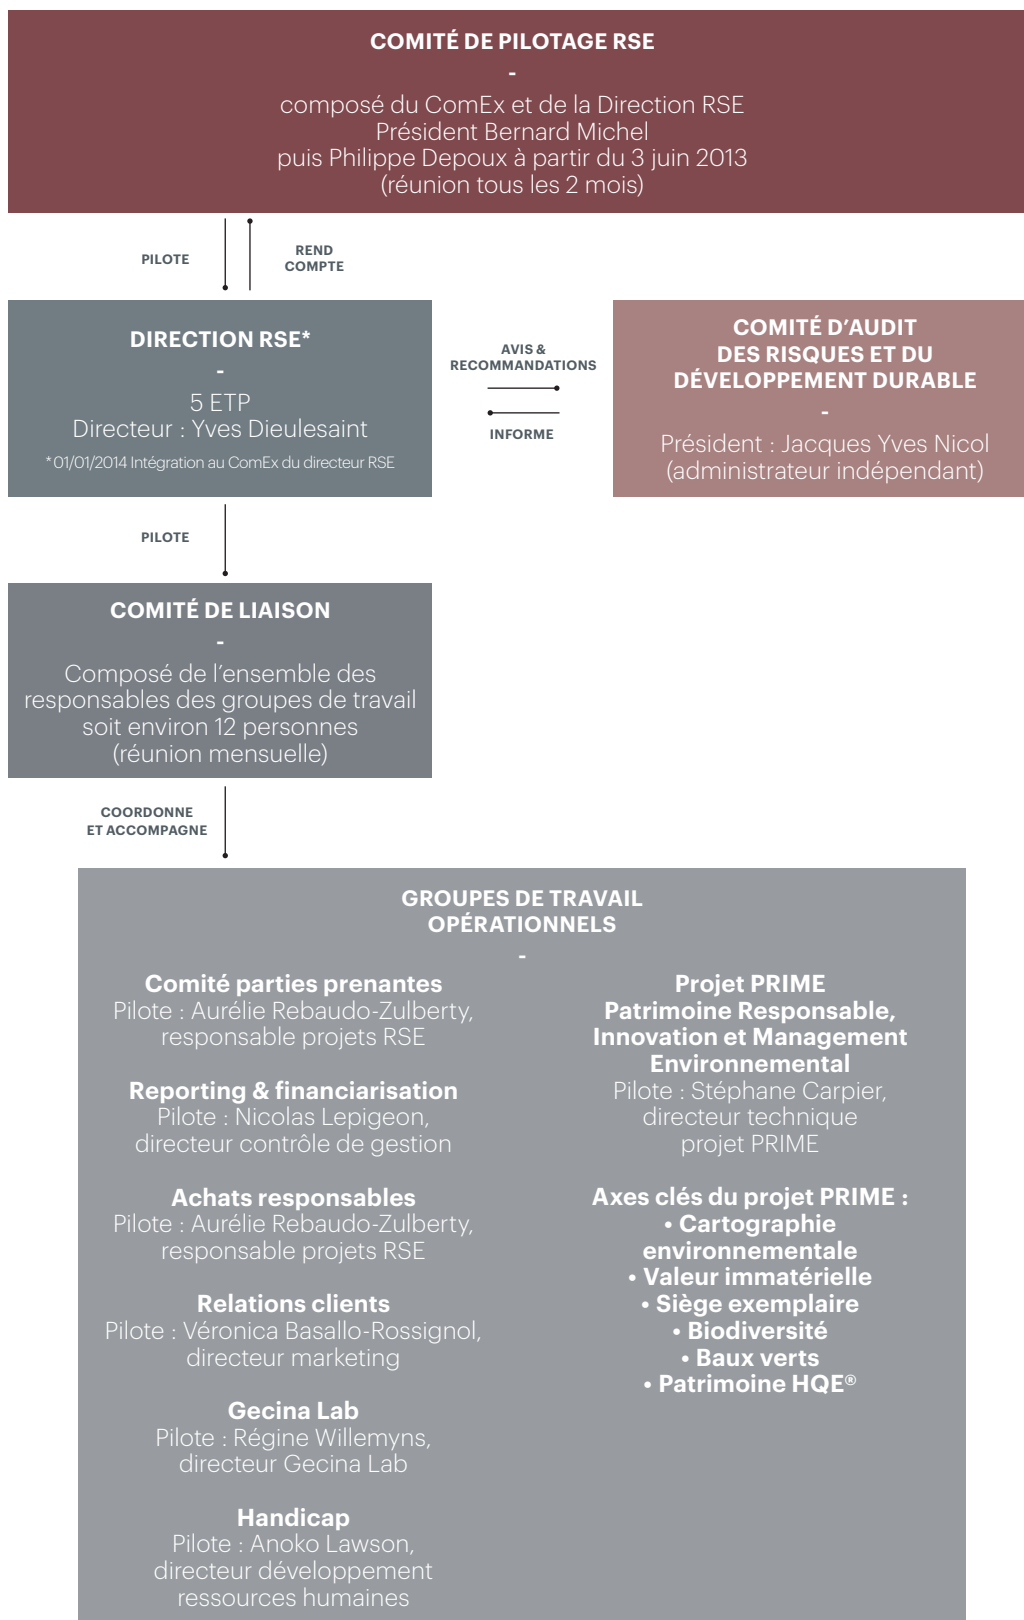 COMITÉ DE PILOTAGE RSE
-
composé du ComEx et de la Direction RSE
Président Bernard Michel
puis Philippe Depoux à partir du 3 juin 2013
(réunion tous les 2 mois)
PILOTE
REND
COMPTE
DIRECTION RSE*
-
5 ETP
Directeur : Yves Dieulesaint
*01/01/2014 Intégration au ComEx du directeur RSE
AVIS &
RECOMMANDATIONS
INFORME
COMITÉ D'AUDIT
DES RISQUES ET DU
DÉVELOPPEMENT DURABLE
-
Président : Jacques Yves Nicol
(administrateur indépendant)
PILOTE
COMITÉ DE LIAISON
-
Composé de l'ensemble des
responsables des groupes de travail
soit environ 12 personnes
(réunion mensuelle)
COORDONNE
ET ACCOMPAGNE
GROUPES DE TRAVAIL
OPÉRATIONNELS
-
Comité parties prenantes
Pilote : Aurélie Rebaudo-Zulberty,
responsable projets RSE
Reporting & financiarisation
Pilote : Nicolas Lepigeon,
directeur contrôle de gestion
Achats responsables
Pilote : Aurélie Rebaudo-Zulberty,
responsable projets RSE
Relations clients
Pilote : Véronica Basallo-Rossignol,
directeur marketing
Gecina Lab
Pilote : Régine Willemyns,
directeur Gecina Lab
Handicap
Pilote : Anoko Lawson,
directeur développement
ressources humaines
Projet PRIME
Patrimoine Responsable,
Innovation et Management
Environnemental
Pilote : Stéphane Carpier,
directeur technique
projet PRIME
Axes clés du projet PRIME :
• Cartographie
environnementale
• Valeur immatérielle
• Siège exemplaire
• Biodiversité
• Baux verts
• Patrimoine HQE®